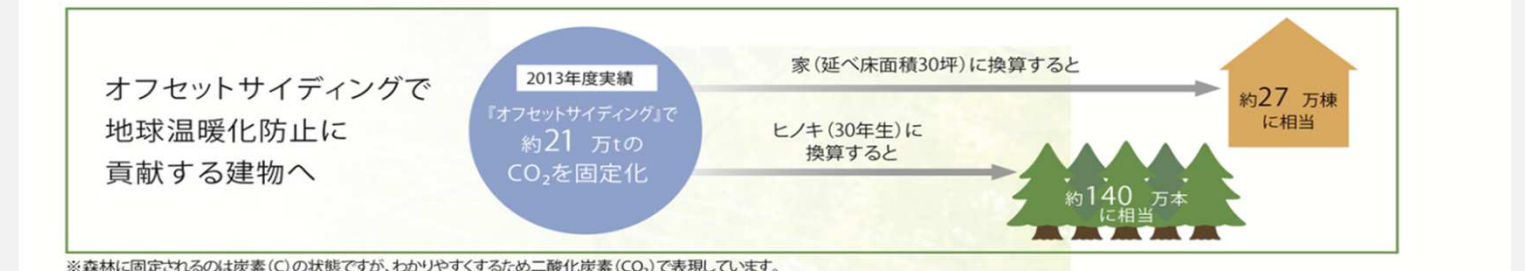 オフセットサイディングで
地球温暖化防止に
貢献する建物へ
2013年度実績
『オフセットサイディング』で
約21 万tの
CO₂を固定化
家（延べ床面積30坪）に換算すると
約27 万棟
に相当
ヒノキ（30年生）に
換算すると
約140 万本
に相当
※森林に固定されるのは炭素（C）の状態ですが、わかりやすくするため二酸化炭素（CO₂）で表現しています。